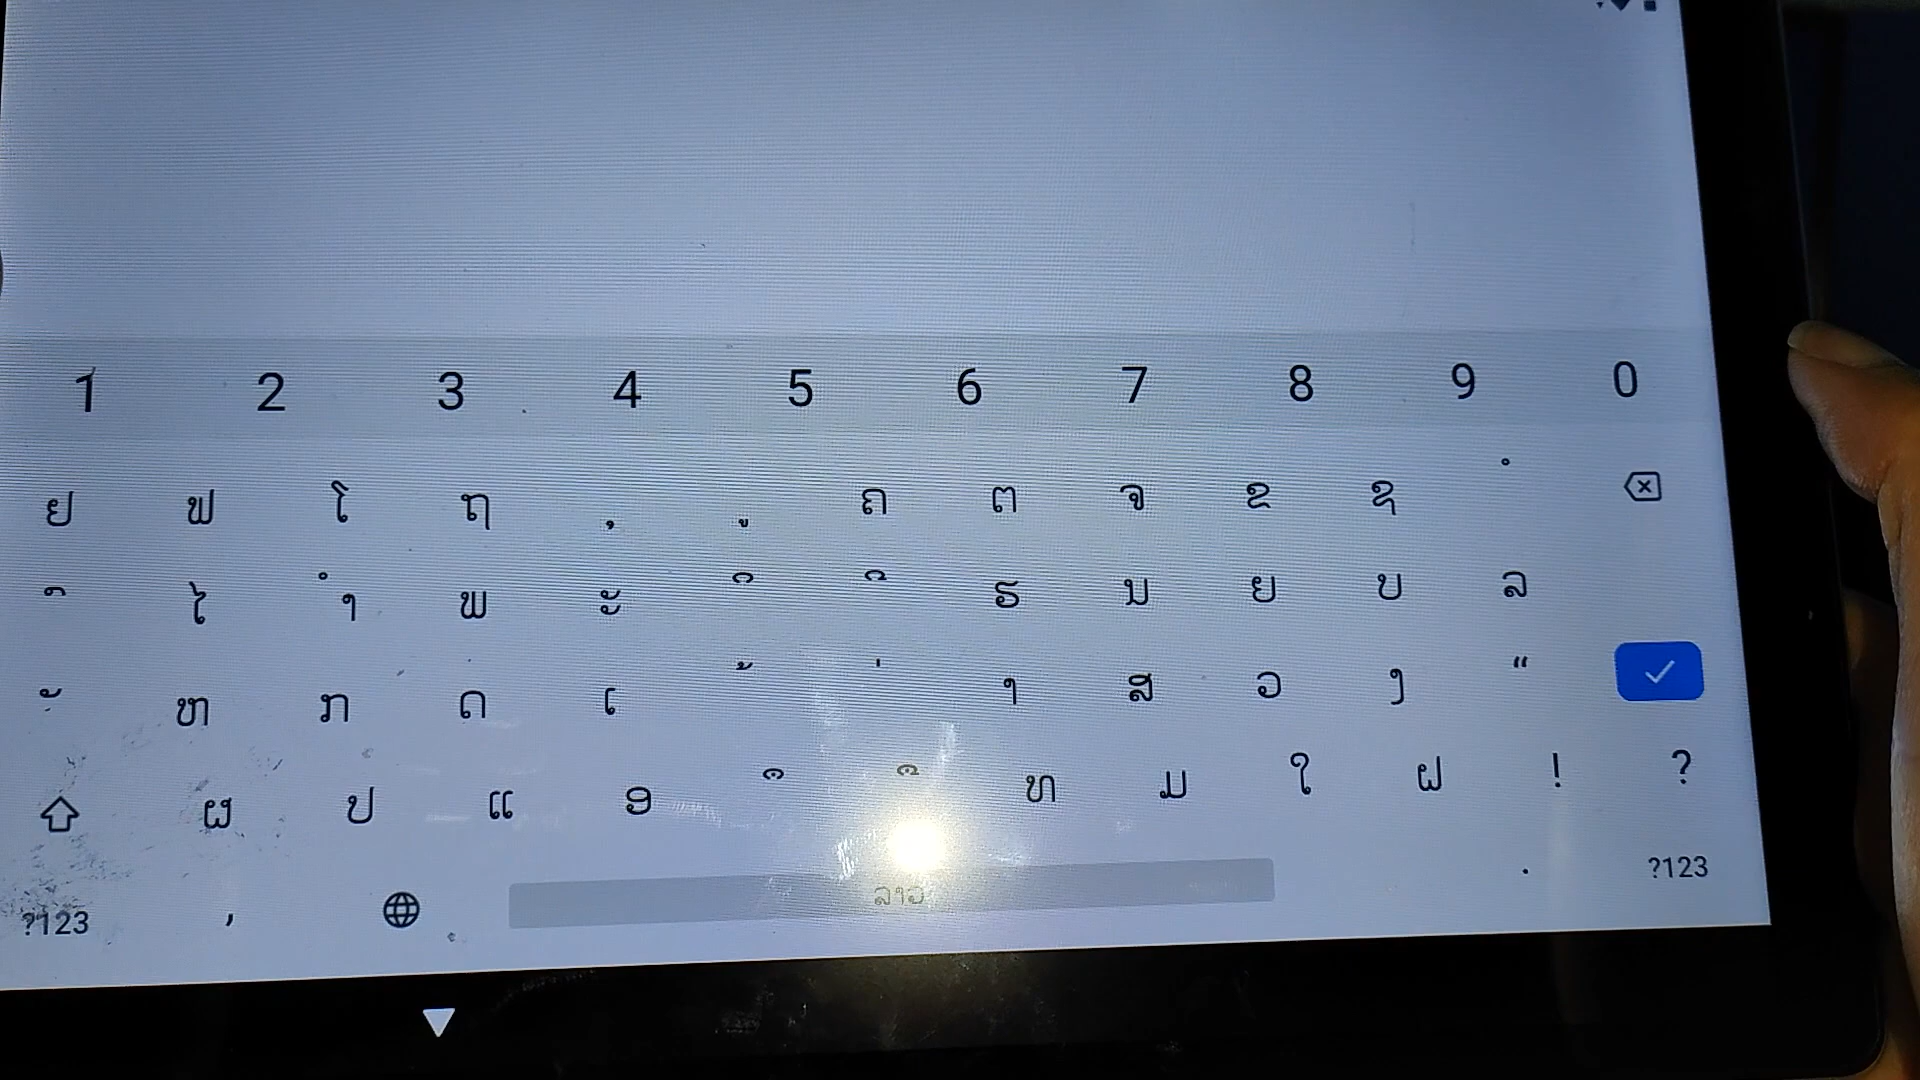 1 2 3 4 5 6 7 8 9 0
ຢ ຟ ໂ ຖ ຸ ູ ຄ ຕ ຈ ຂ ຊ ໍ
ົ ໄ ຳ ພ ະ ິ ີ ຣ ນ ຍ ບ ລ
ັ ຫ ກ ດ ເ ້ ່ າ ສ ວ ງ “
ຜ ປ ແ ອ ຶ ື ທ ມ ໃ ຝ ! ?
?123 , ລາວ . ?123